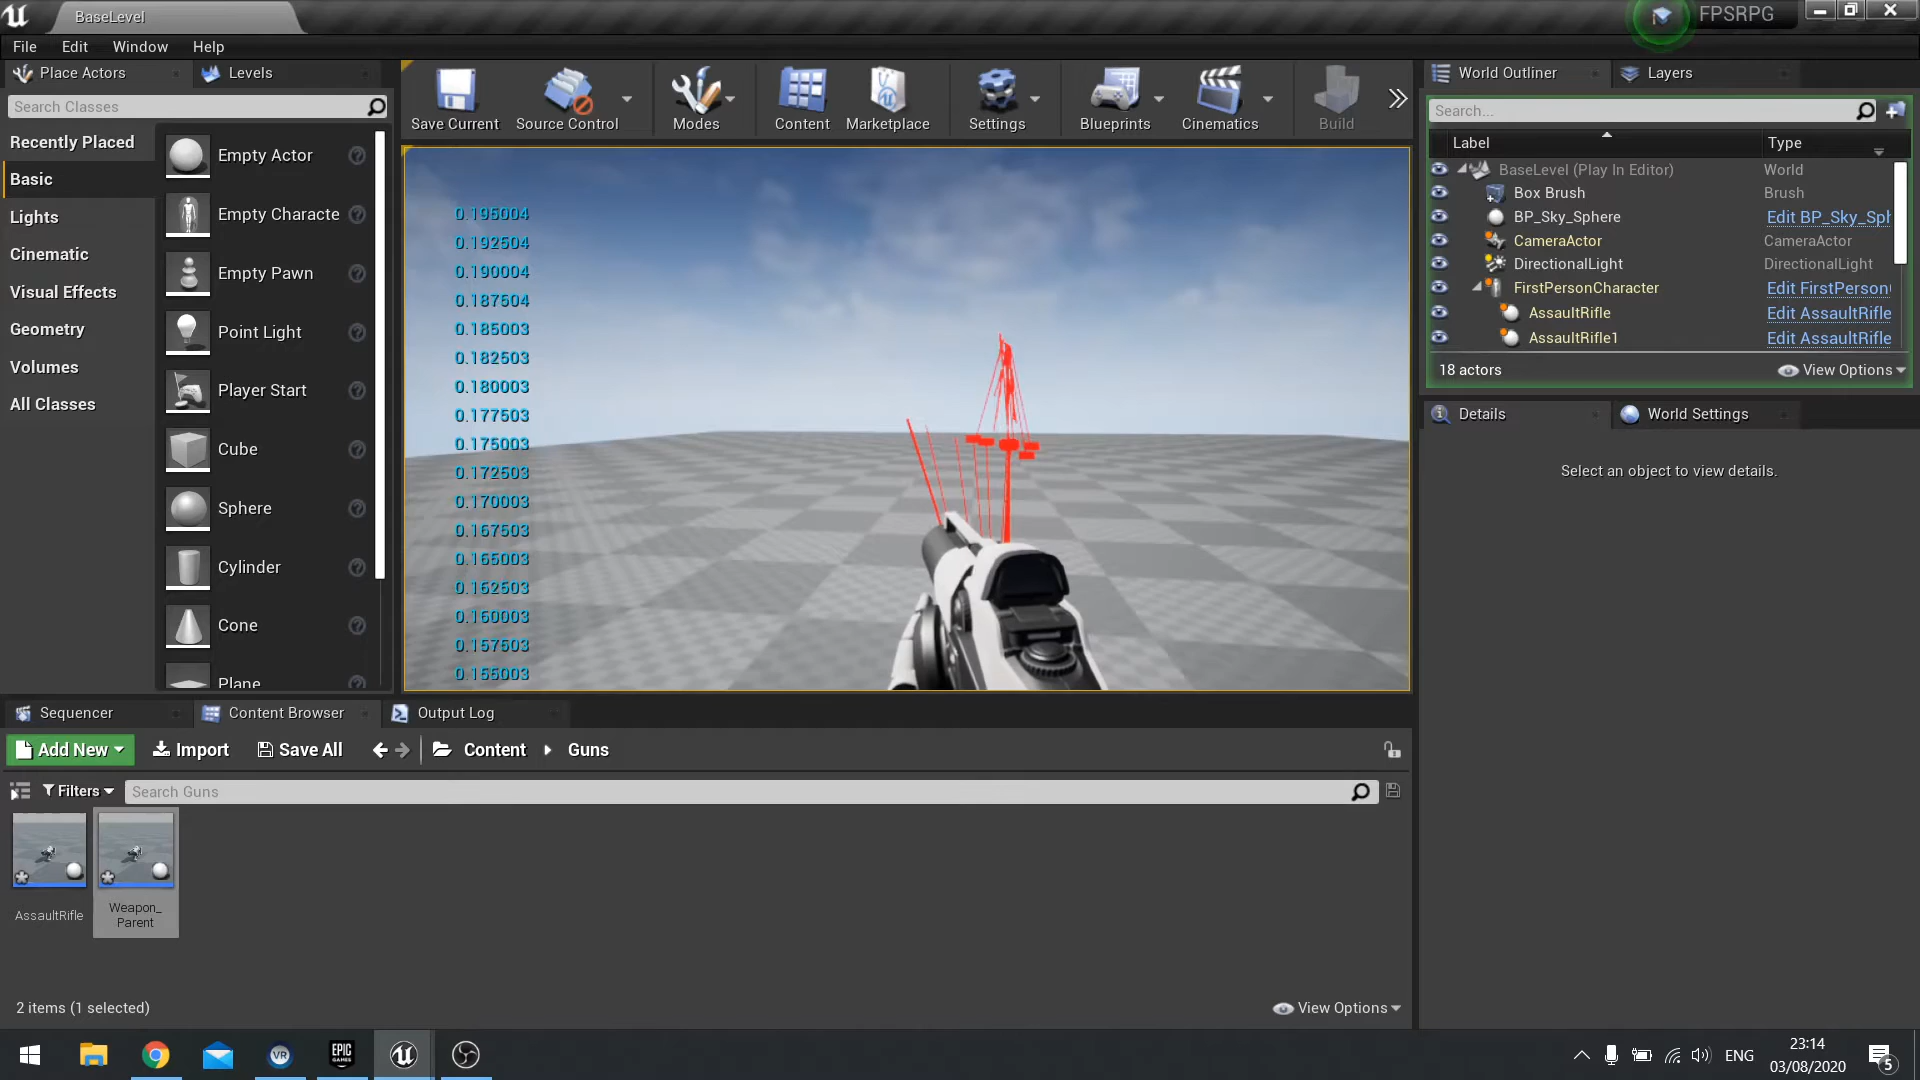 BaseLevel
FPSRPG
File Edit Window Help
Place Actors
Levels
Search Classes
Recently Placed
Basic
Lights
Cinematic
Visual Effects
Geometry
Volumes
All Classes
Empty Actor
Empty Characte
Empty Pawn
Point Light
Player Start
Cube
Sphere
Cylinder
Cone
Plane
Save Current
Source Control
Modes
Content
Marketplace
Settings
Blueprints
Cinematics
Build
0.195004
0.192504
0.190004
0.187504
0.185003
0.182503
0.180003
0.177503
0.175003
0.172503
0.170003
0.167503
0.165003
0.162503
0.160003
0.157503
0.155003
World Outliner
Layers
Search...
Label Type
BaseLevel (Play In Editor) World
Box Brush Brush
BP_Sky_Sphere Edit BP_Sky_Sph
CameraActor CameraActor
DirectionalLight DirectionalLight
FirstPersonCharacter Edit FirstPerson
AssaultRifle Edit AssaultRifle
AssaultRifle1 Edit AssaultRifle
18 actors
View Options
Details
World Settings
Select an object to view details.
Sequencer
Content Browser
Output Log
Add New
Import
Save All
Content
Guns
Filters
Search Guns
AssaultRifle
Weapon_
Parent
2 items (1 selected)
View Options
VR
EPIC
GAMES
ENG
23:14
03/08/2020
5